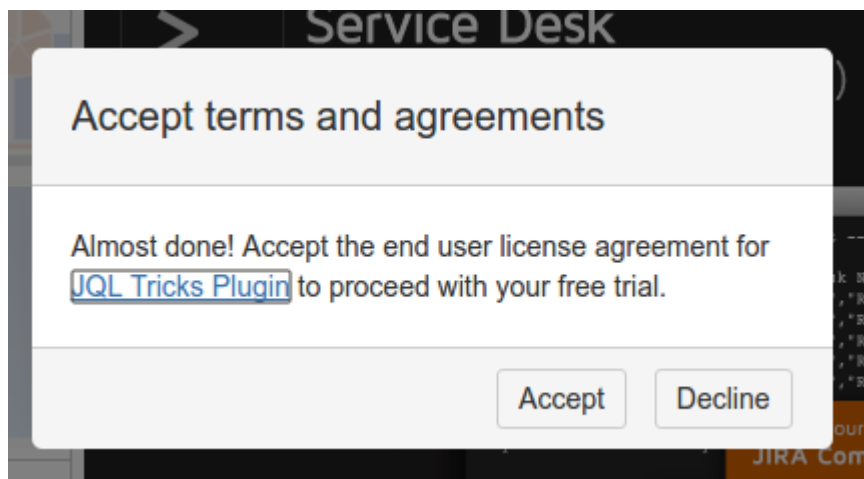 Service Desk
Accept terms and agreements
Almost done! Accept the end user license agreement for
JQL Tricks Plugin to proceed with your free trial.
Accept
Decline
JIRA Com